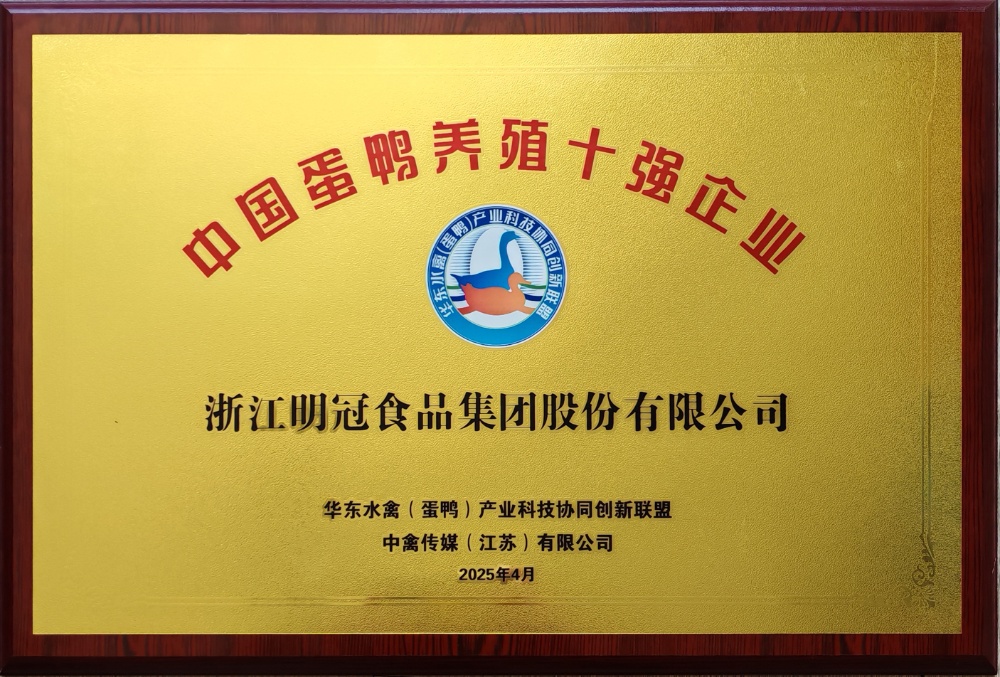 中国蛋鸭养殖十强企业
华东水禽(蛋鸭)产业科技协同创新联盟
浙江明冠食品集团股份有限公司
华东水禽（蛋鸭）产业科技协同创新联盟
中禽传媒（江苏）有限公司
2025年4月